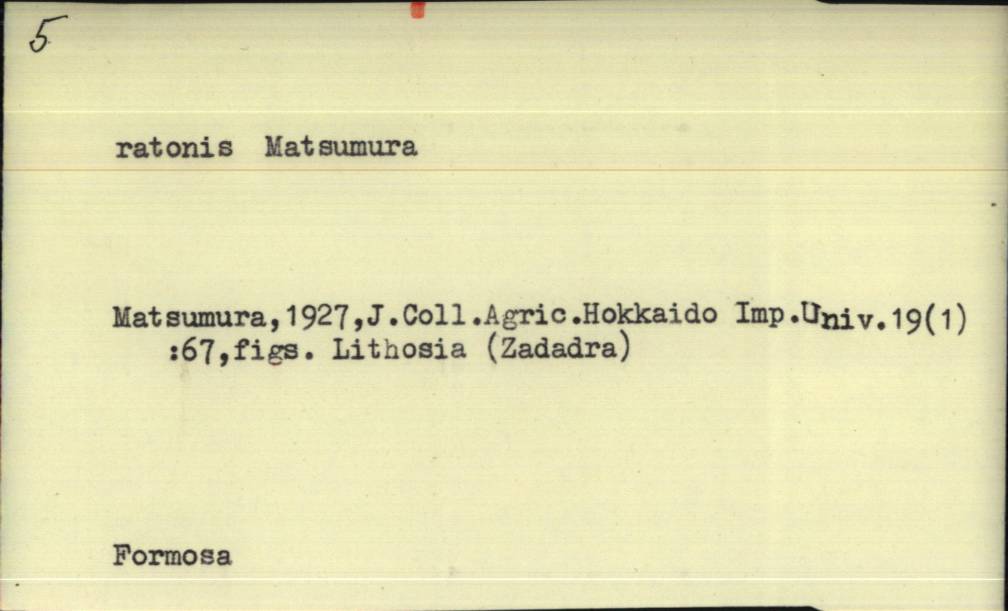 5
ratonis Matsumura
Matsumura,1927,J.Coll.Agric.Hokkaido Imp.Univ.19(1)
:67,figs. Lithosia (Zadadra)
Formosa